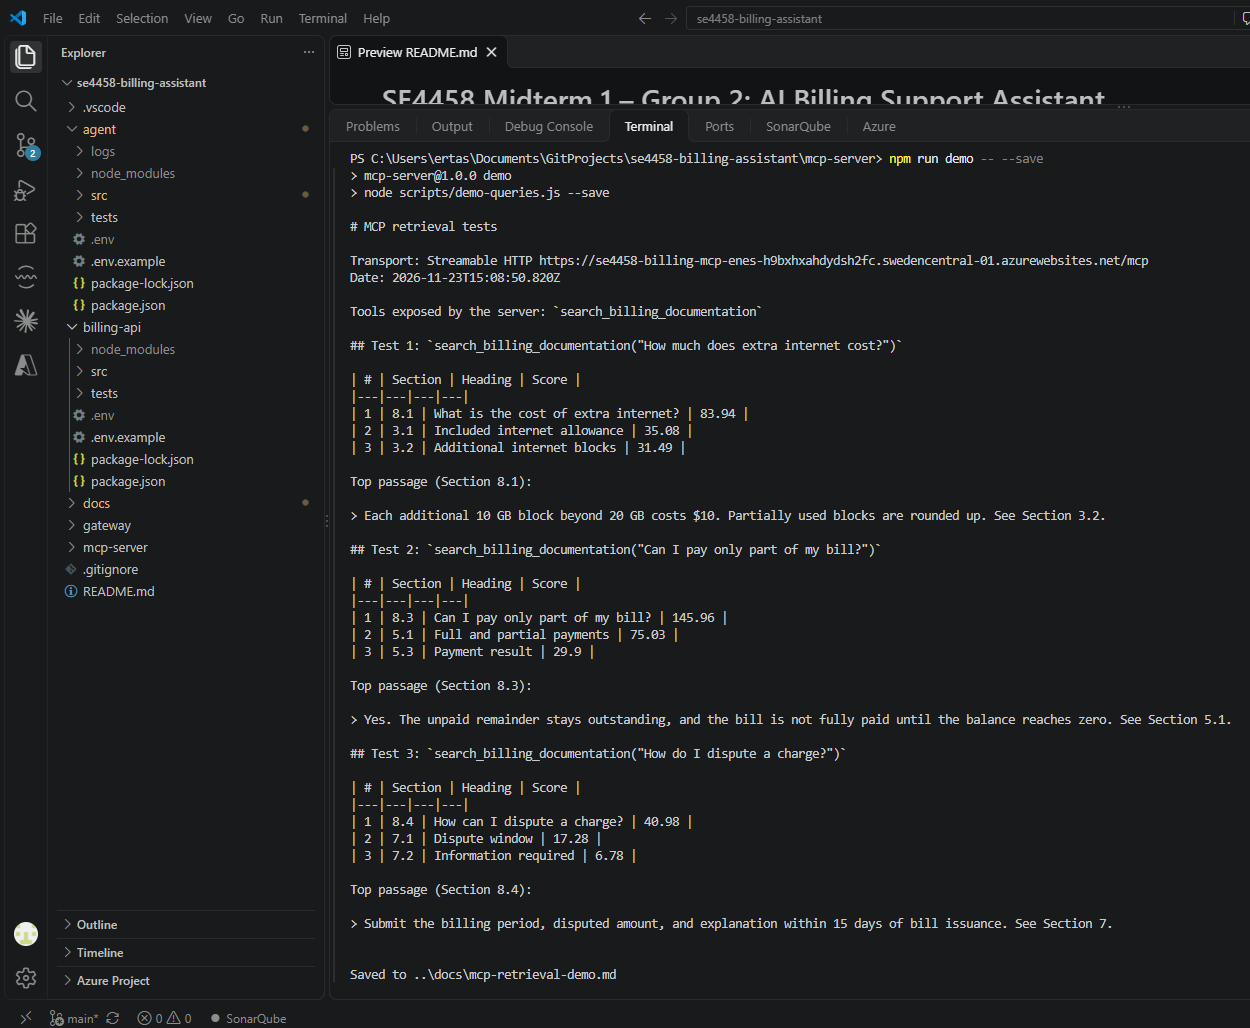 File Edit Selection View Go Run Terminal Help
se4458-billing-assistant
Explorer
se4458-billing-assistant
.vscode
agent
logs
node_modules
src
tests
.env
.env.example
package-lock.json
package.json
billing-api
node_modules
src
tests
.env
.env.example
package-lock.json
package.json
docs
gateway
mcp-server
.gitignore
README.md
2
Outline
Timeline
Azure Project
Preview README.md
SE4458 Midterm 1 – Group 2: AI Billing Support Assistant
Problems Output Debug Console Terminal Ports SonarQube Azure
PS C:\Users\ertas\Documents\GitProjects\se4458-billing-assistant\mcp-server> npm run demo -- --save
> mcp-server@1.0.0 demo
> node scripts/demo-queries.js --save
# MCP retrieval tests
Transport: Streamable HTTP https://se4458-billing-mcp-enes-h9bxhxahdydsh2fc.swedencentral-01.azurewebsites.net/mcp
Date: 2026-11-23T15:08:50.820Z
Tools exposed by the server: `search_billing_documentation`
## Test 1: `search_billing_documentation("How much does extra internet cost?")`
| # | Section | Heading | Score |
|---|---|---|---|
| 1 | 8.1 | What is the cost of extra internet? | 83.94 |
| 2 | 3.1 | Included internet allowance | 35.08 |
| 3 | 3.2 | Additional internet blocks | 31.49 |
Top passage (Section 8.1):
> Each additional 10 GB block beyond 20 GB costs $10. Partially used blocks are rounded up. See Section 3.2.
## Test 2: `search_billing_documentation("Can I pay only part of my bill?")`
| # | Section | Heading | Score |
|---|---|---|---|
| 1 | 8.3 | Can I pay only part of my bill? | 145.96 |
| 2 | 5.1 | Full and partial payments | 75.03 |
| 3 | 5.3 | Payment result | 29.9 |
Top passage (Section 8.3):
> Yes. The unpaid remainder stays outstanding, and the bill is not fully paid until the balance reaches zero. See Section 5.1.
## Test 3: `search_billing_documentation("How do I dispute a charge?")`
| # | Section | Heading | Score |
|---|---|---|---|
| 1 | 8.4 | How can I dispute a charge? | 40.98 |
| 2 | 7.1 | Dispute window | 17.28 |
| 3 | 7.2 | Information required | 6.78 |
Top passage (Section 8.4):
> Submit the billing period, disputed amount, and explanation within 15 days of bill issuance. See Section 7.
Saved to ..\docs\mcp-retrieval-demo.md
main* 0 0 SonarQube